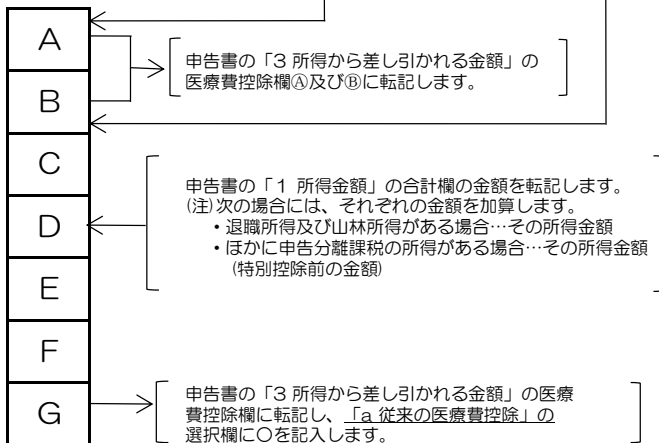 A
申告書の「3 所得から差し引かれる金額」の
医療費控除欄Ⓐ及びⒷに転記します。
B
C
申告書の「1 所得金額」の合計欄の金額を転記します。
(注)次の場合には、それぞれの金額を加算します。
・退職所得及び山林所得がある場合…その所得金額
・ほかに申告分離課税の所得がある場合…その所得金額
(特別控除前の金額)
D
E
F
G
申告書の「3 所得から差し引かれる金額」の医療
費控除欄に転記し、「a 従来の医療費控除」の
選択欄に〇を記入します。